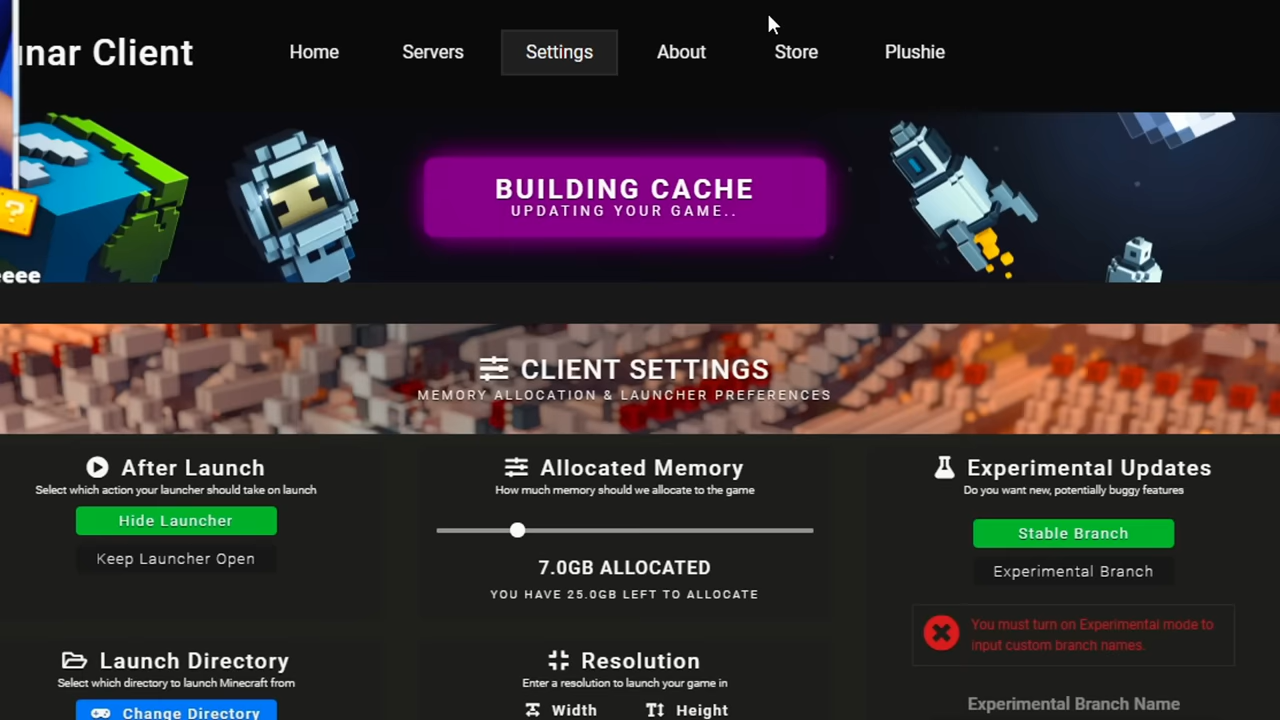 unar Client
Home
Servers
Settings
About
Store
Plushie
BUILDING CACHE
UPDATING YOUR GAME..
?
eeee
CLIENT SETTINGS
MEMORY ALLOCATION & LAUNCHER PREFERENCES
After Launch
Select which action your launcher should take on launch
Hide Launcher
Keep Launcher Open
Allocated Memory
How much memory should we allocate to the game
7.0GB ALLOCATED
YOU HAVE 25.0GB LEFT TO ALLOCATE
Experimental Updates
Do you want new, potentially buggy features
Stable Branch
Experimental Branch
You must turn on Experimental mode to
input custom branch names.
Experimental Branch Name
Launch Directory
Select which directory to launch Minecraft from
Change Directory
Resolution
Enter a resolution to launch your game in
Width
Height